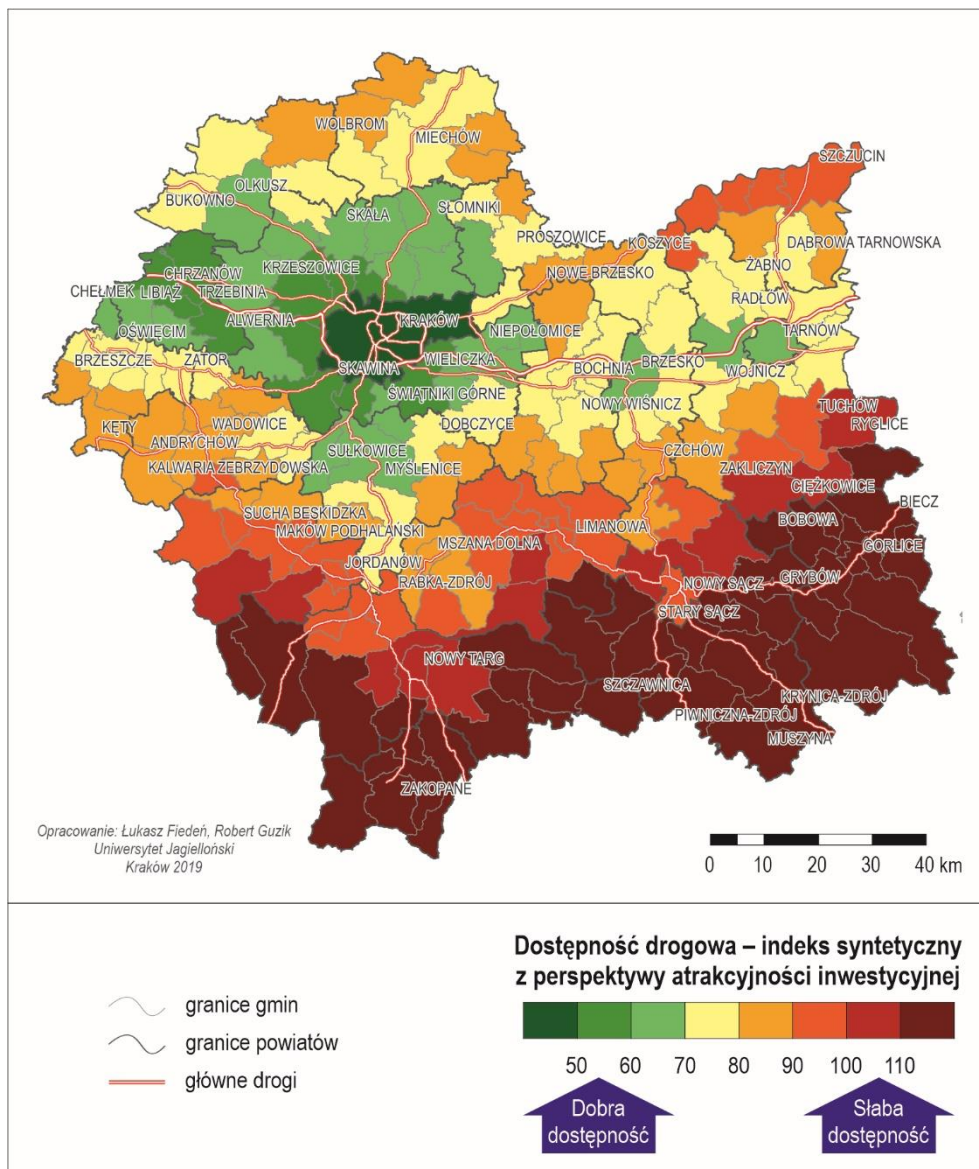 WOLBROM
MIECHÓW
SZCZUCIN
OLKUSZ
BUKOWNO
SKAŁA
SŁOMNIKI
PROSZOWICE
KOSZYCE
DĄBROWA TARNOWSKA
ŻABNO
NOWE BRZESKO
CHRZANÓW
KRZESZOWICE
CHEŁMEK
LIBIĄŻ
TRZEBINIA
RADŁÓW
ALWERNIA
KRAKÓW
NIEPOŁOMICE
TARNÓW
OŚWIĘCIM
BRZESZCZE
ZATOR
SKAWINA
WIELICZKA
BOCHNIA
BRZESKO
WOJNICZ
ŚWIĄTNIKI GÓRNE
NOWY WIŚNICZ
TUCHÓW
RYGLICE
KĘTY
WADOWICE
DOBCZYCE
ANDRYCHÓW
SUŁKOWICE
CZCHÓW
KALWARIA ZEBRZYDOWSKA
MYŚLENICE
ZAKLICZYN
CIĘŻKOWICE
BIECZ
SUCHA BESKIDZKA
MAKÓW PODHALAŃSKI
LIMANOWA
BOBOWA
MSZANA DOLNA
GORLICE
JORDANÓW
RABKA-ZDRÓJ
NOWY SĄCZ
GRYBÓW
STARY SĄCZ
NOWY TARG
SZCZAWNICA
KRYNICA-ZDRÓJ
PIWNICZNA-ZDRÓJ
MUSZYNA
ZAKOPANE
Opracowanie: Łukasz Fiedeń, Robert Guzik
Uniwersytet Jagielloński
Kraków 2019
0 10 20 30 40 km
Dostępność drogowa – indeks syntetyczny
z perspektywy atrakcyjności inwestycyjnej
granice gmin
granice powiatów
główne drogi
50 60 70 80 90 100 110
Dobra
dostępność
Słaba
dostępność